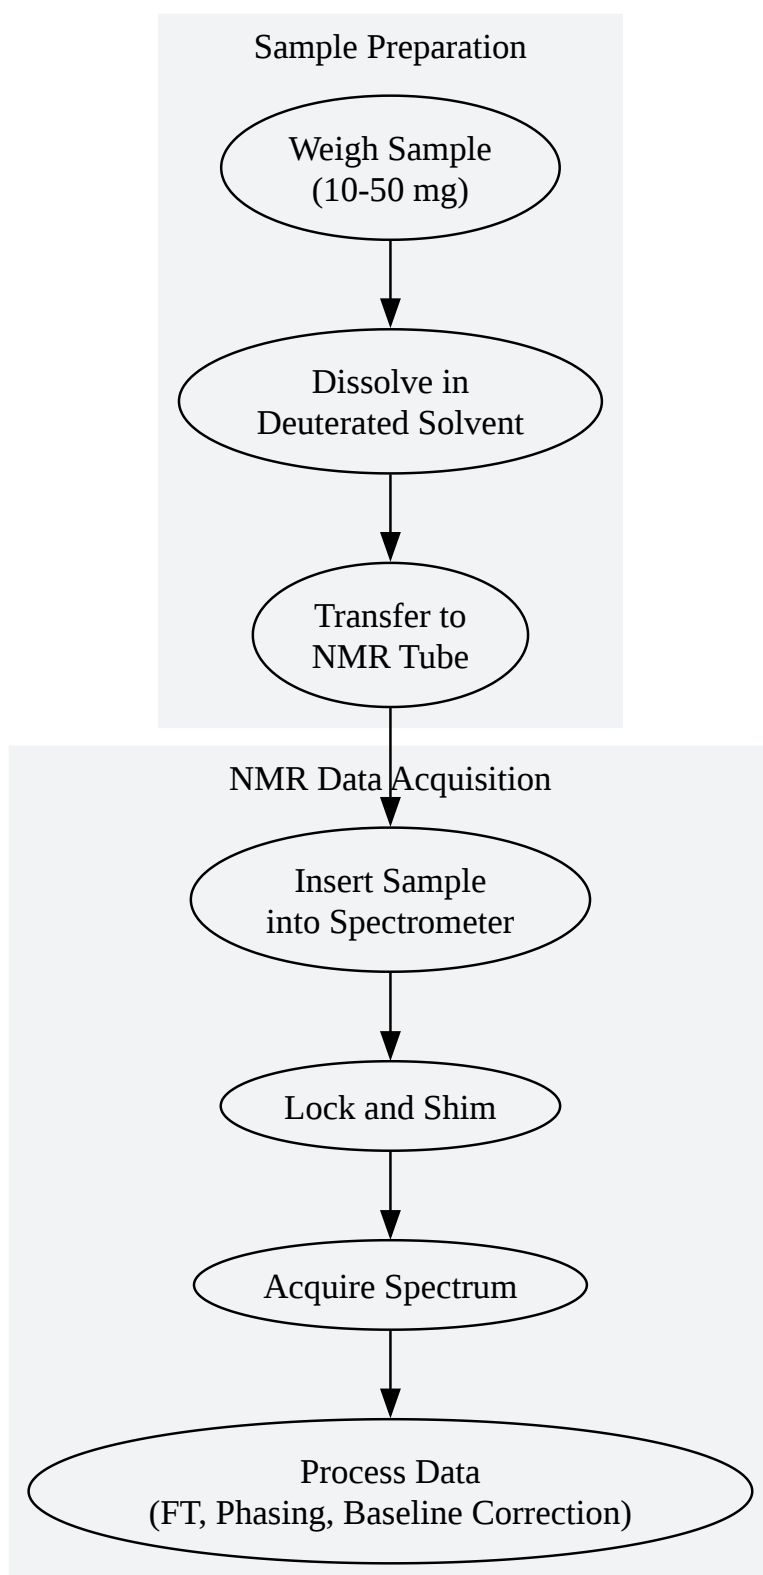 Sample Preparation
Weigh Sample
(10-50 mg)
Dissolve in
Deuterated Solvent
Transfer to
NMR Tube
NMR Data Acquisition
Insert Sample
into Spectrometer
Lock and Shim
Acquire Spectrum
Process Data
(FT, Phasing, Baseline Correction)